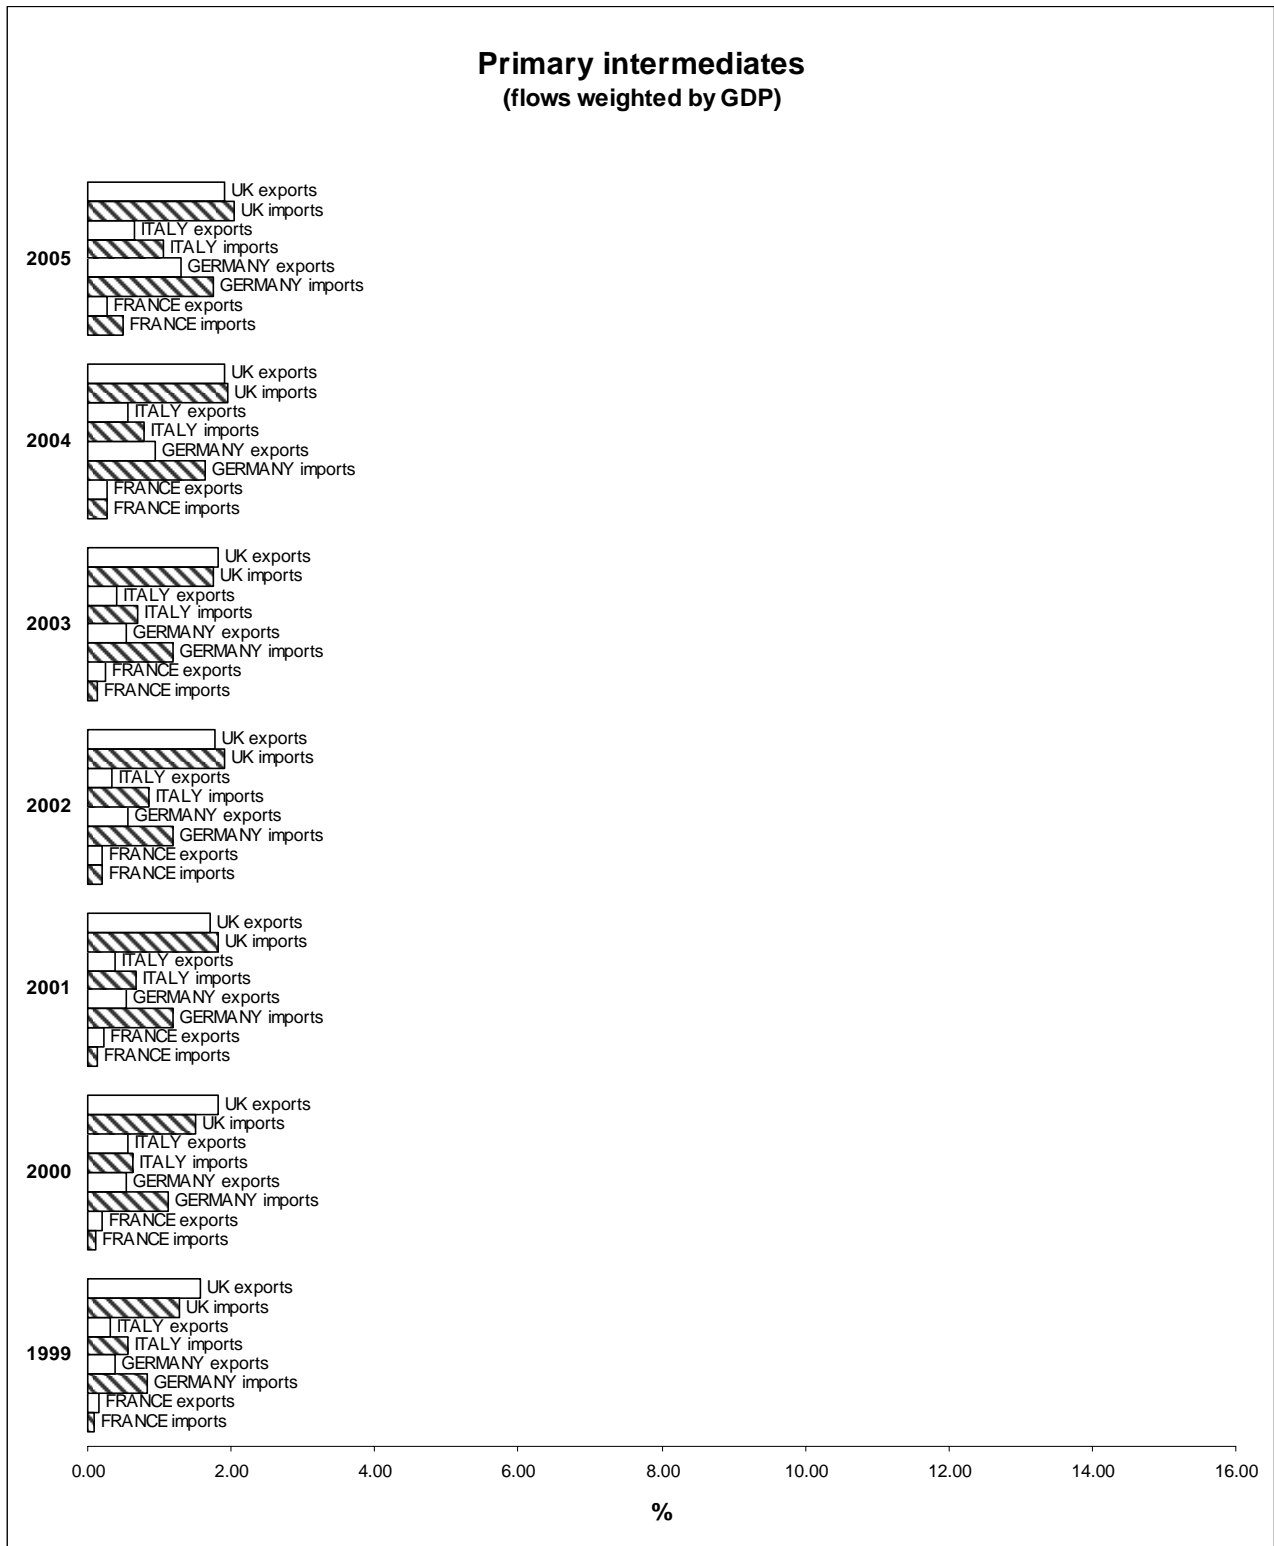 Primary intermediates
(flows weighted by GDP)
UK exports
UK imports
ITALY exports
ITALY imports
2005
GERMANY exports
GERMANY imports
FRANCE exports
FRANCE imports
UK exports
UK imports
ITALY exports
ITALY imports
2004
GERMANY exports
GERMANY imports
FRANCE exports
FRANCE imports
UK exports
UK imports
ITALY exports
ITALY imports
2003
GERMANY exports
GERMANY imports
FRANCE exports
FRANCE imports
UK exports
UK imports
ITALY exports
ITALY imports
2002
GERMANY exports
GERMANY imports
FRANCE exports
FRANCE imports
UK exports
UK imports
ITALY exports
ITALY imports
2001
GERMANY exports
GERMANY imports
FRANCE exports
FRANCE imports
UK exports
UK imports
ITALY exports
ITALY imports
2000
GERMANY exports
GERMANY imports
FRANCE exports
FRANCE imports
UK exports
UK imports
ITALY exports
ITALY imports
1999
GERMANY exports
GERMANY imports
FRANCE exports
FRANCE imports
0.00 2.00 4.00 6.00 8.00 10.00 12.00 14.00 16.00
%